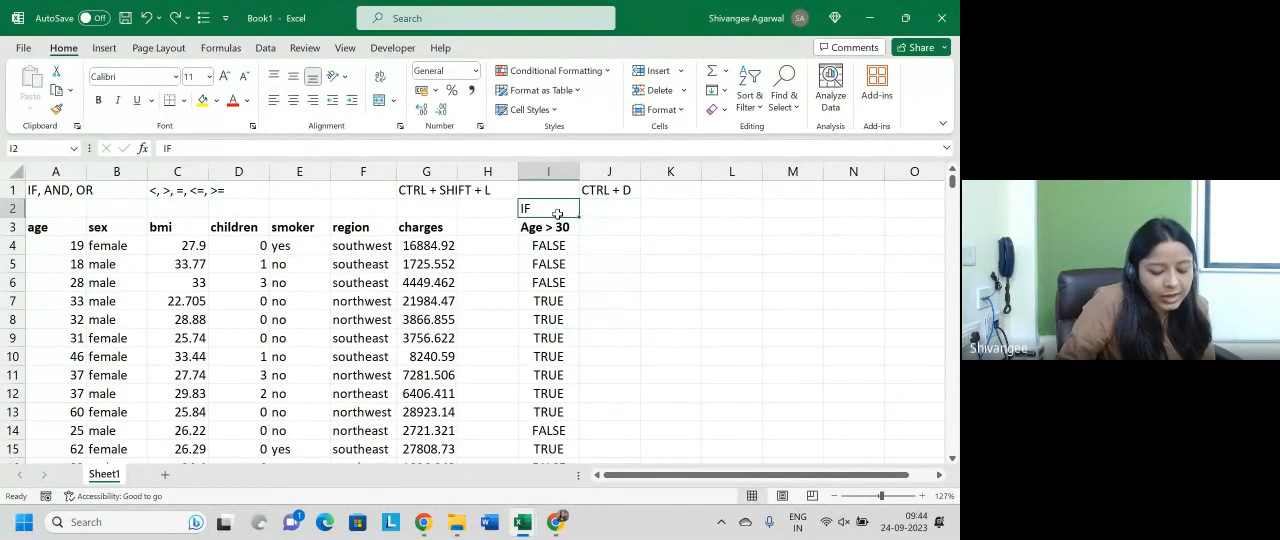 AutoSave Off Book1 - Excel Search Shivangee Agarwal SA
File Home Insert Page Layout Formulas Data Review View Developer Help Comments Share
Paste Calibri 11 General Conditional Formatting Insert Sort & Filter Find & Select Analyze Data Add-ins
Format as Table Delete
Cell Styles Format
Clipboard Font Alignment Number Styles Cells Editing Analysis Add-ins
I2 fx IF
A B C D E F G H I J K L M N O
1 IF, AND, OR <, >, =, <=, >= CTRL + SHIFT + L CTRL + D
2 IF
3 age sex bmi children smoker region charges Age > 30
4 19 female 27.9 0 yes southwest 16884.92 FALSE
5 18 male 33.77 1 no southeast 1725.552 FALSE
6 28 male 33 3 no southeast 4449.462 FALSE
7 33 male 22.705 0 no northwest 21984.47 TRUE
8 32 male 28.88 0 no northwest 3866.855 TRUE
9 31 female 25.74 0 no southeast 3756.622 TRUE
10 46 female 33.44 1 no southeast 8240.59 TRUE
11 37 female 27.74 3 no northwest 7281.506 TRUE
12 37 male 29.83 2 no northeast 6406.411 TRUE
13 60 female 25.84 0 no northwest 28923.14 TRUE
14 25 male 26.22 0 no northeast 2721.321 FALSE
15 62 female 26.29 0 yes southeast 27808.73 TRUE
Sheet1
Ready Accessibility: Good to go 127%
Search ENG IN 09:44 24-09-2023
Shivangee